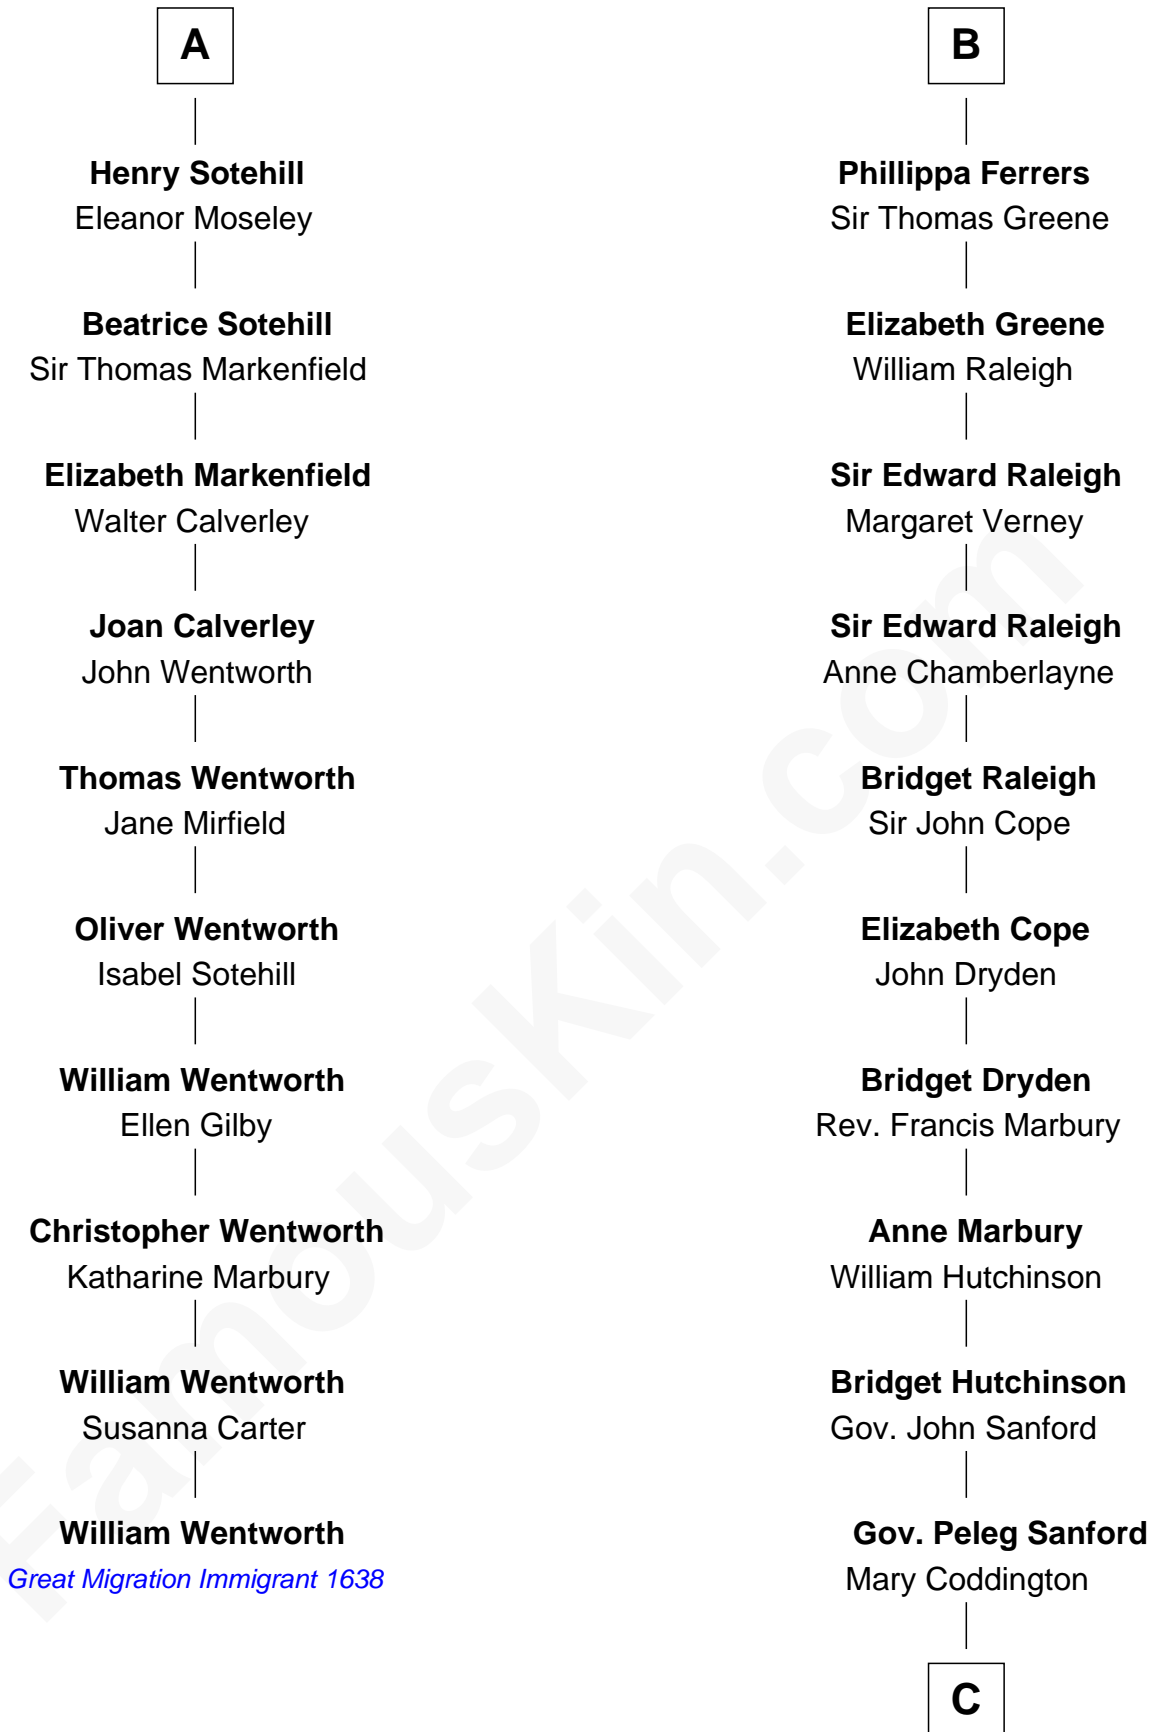 A
Henry Sotehill
Eleanor Moseley
Beatrice Sotehill
Sir Thomas Markenfield
Elizabeth Markenfield
Walter Calverley
Joan Calverley
John Wentworth
Thomas Wentworth
Jane Mirfield
Oliver Wentworth
Isabel Sotehill
William Wentworth
Ellen Gilby
Christopher Wentworth
Katharine Marbury
William Wentworth
Susanna Carter
William Wentworth
Great Migration Immigrant 1638
B
Phillippa Ferrers
Sir Thomas Greene
Elizabeth Greene
William Raleigh
Sir Edward Raleigh
Margaret Verney
Sir Edward Raleigh
Anne Chamberlayne
Bridget Raleigh
Sir John Cope
Elizabeth Cope
John Dryden
Bridget Dryden
Rev. Francis Marbury
Anne Marbury
William Hutchinson
Bridget Hutchinson
Gov. John Sanford
Gov. Peleg Sanford
Mary Coddington
C
FamousKin.com